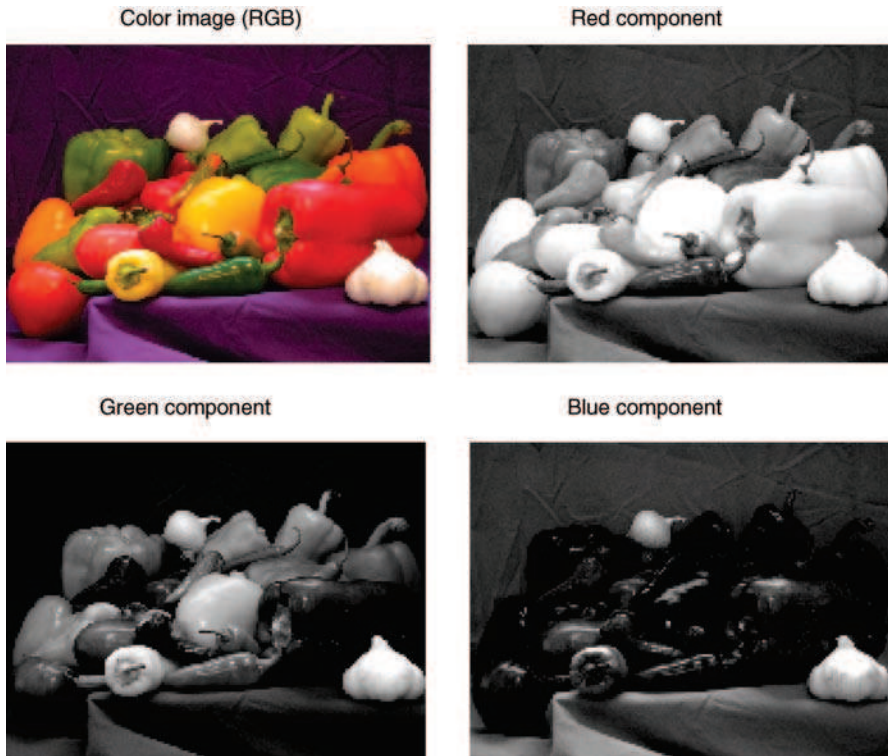 Color image (RGB)
Red component
Green component
Blue component